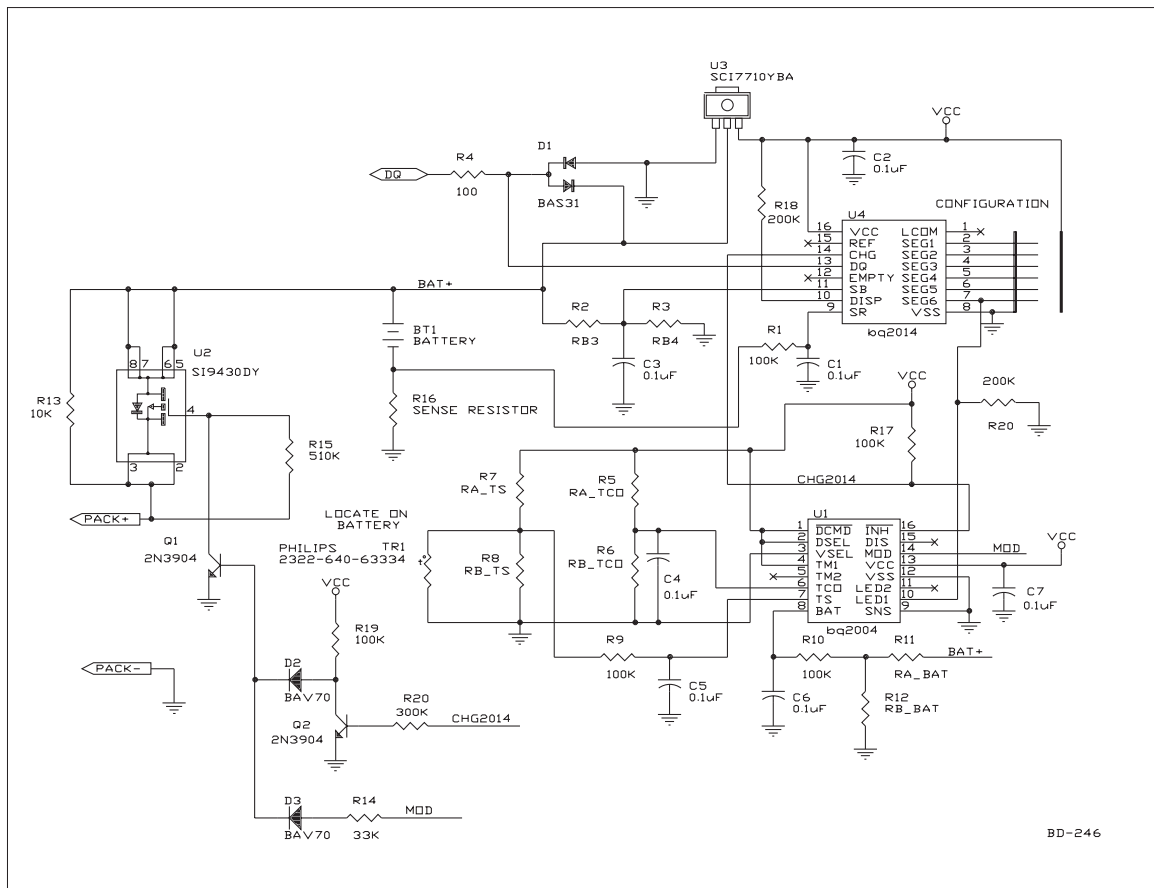 U3
SCI7710YBA
VCC
D1
C2
0.1uF
R4
DQ
100
BAS31
R18
200K
CONFIGURATION
U4
16 VCC LCOM 1
15 REF SEG1 2
14 CHG SEG2 3
13 DQ SEG3 4
12 EMPTY SEG4 5
11 SB SEG5 6
10 DISP SEG6 7
9 SR VSS 8
bq2014
BAT+
R2
RB3
R3
RB4
BT1
BATTERY
R1
100K
C3
0.1uF
C1
0.1uF
U2
SI9430DY
8 7 6 5
4
3 2
R13
10K
R16
SENSE RESISTOR
VCC
200K
R20
R17
100K
R15
510K
R7
RA_TS
R5
RA_TCO
CHG2014
PACK+
LOCATE ON
BATTERY
U1
1 DCMD INH 16
2 DSEL DIS 15
3 VSEL MOD 14
4 TM1 VCC 13
5 TM2 VSS 12
6 TCO LED2 11
7 TS LED1 10
8 BAT SNS 9
bq2004
MOD
VCC
Q1
2N3904
PHILIPS
2322-640-63334
TR1
t°
R8
RB_TS
R6
RB_TCO
C4
0.1uF
C7
0.1uF
VCC
R19
100K
R9
100K
R10
100K
R11
RA_BAT
BAT+
PACK-
D2
BAV70
C5
0.1uF
C6
0.1uF
R12
RB_BAT
R20
300K
CHG2014
Q2
2N3904
D3
BAV70
R14
33K
MOD
BD-246